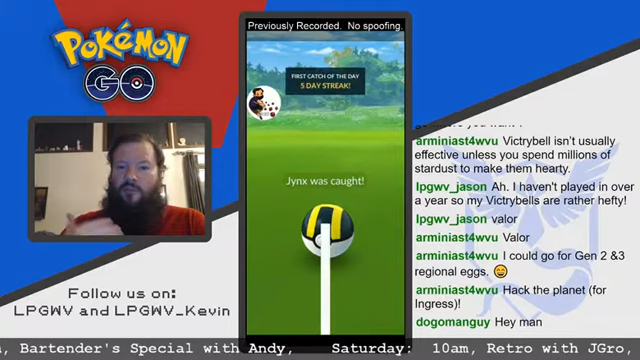 Previously Recorded. No spoofing.
POKÉMON
GO
FIRST CATCH OF THE DAY
5 DAY STREAK!
Jynx was caught!
Follow us on:
LPGWV and LPGWV_Kevin
arminiast4wvu Victrybell isn't usually
effective unless you spend millions of
stardust to make them hearty.
lpgwv_jason Ah. I haven't played in over
a year so my Victrybells are rather hefty!
lpgwv_jason valor
arminiast4wvu Valor
arminiast4wvu I could go for Gen 2 &3
regional eggs. 😄
arminiast4wvu Hack the planet (for
Ingress)!
dogomanguy Hey man
, Bartender's Special with Andy, Saturday: 10am, Retro with JGro,